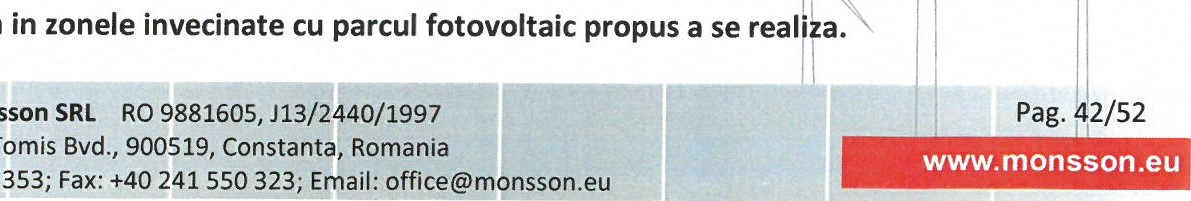 in zonele invecinate cu parcul fotovoltaic propus a se realiza.
sson SRL RO 9881605, J13/2440/1997
Pag. 42/52
Tomis Bvd., 900519, Constanta, Romania
www.monsson.eu
353; Fax: +40 241 550 323; Email: office@monsson.eu